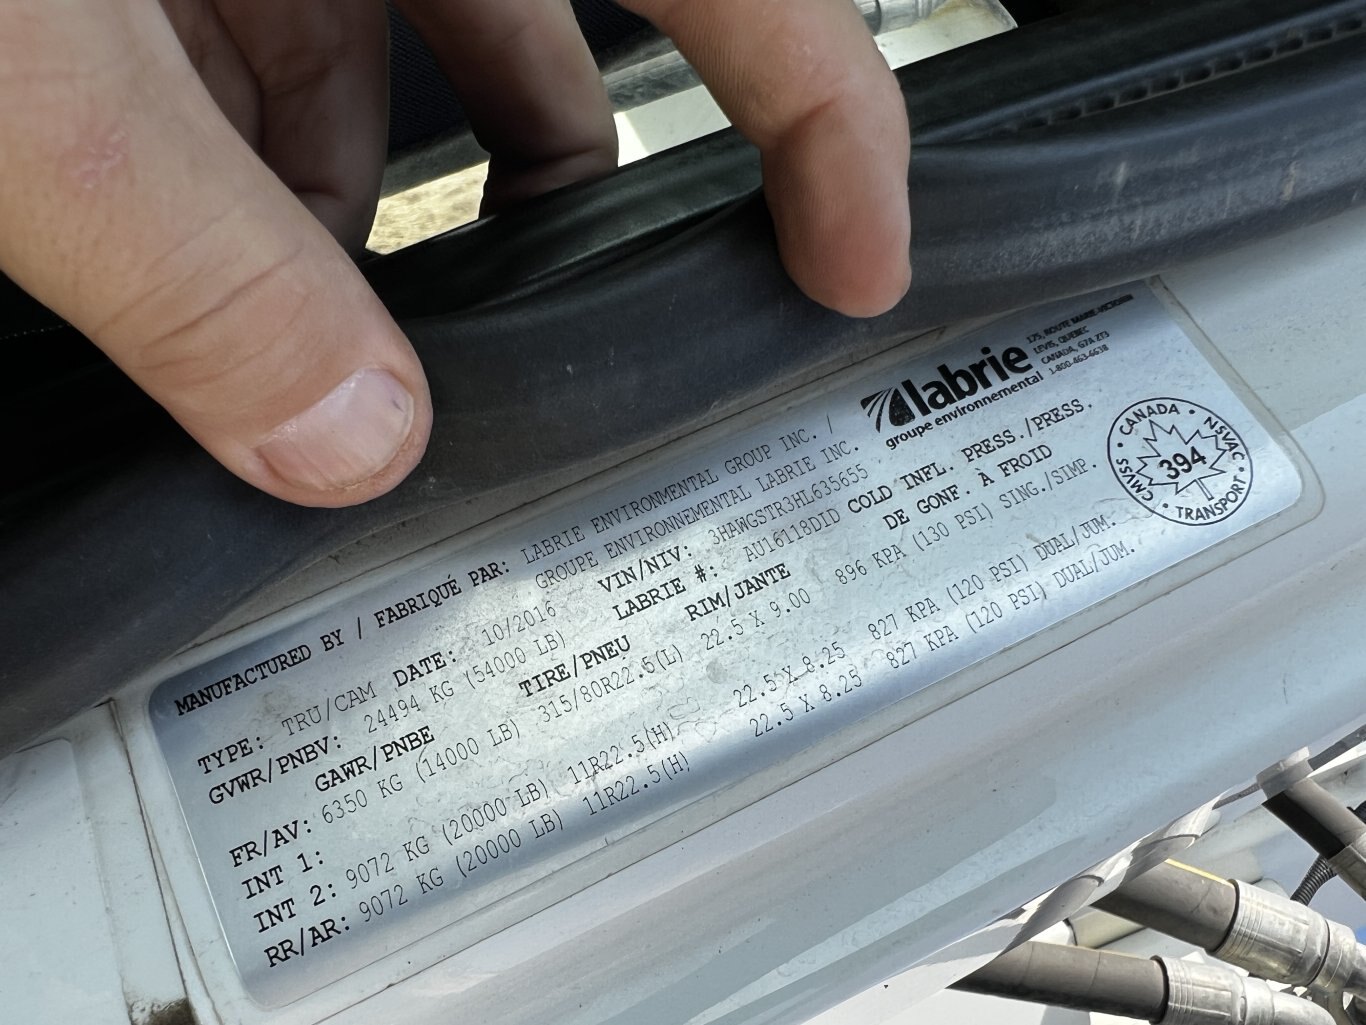 labrie
groupe environnemental
175, ROUTE MARIE-VICTORIN
LEVIS, QUEBEC
CANADA, G7A 2T3
1-800-463-6638
MANUFACTURED BY / FABRIQUÉ PAR: LABRIE ENVIRONMENTAL GROUP INC. /
GROUPE ENVIRONNEMENTAL LABRIE INC.
TYPE: TRU/CAM DATE: 10/2016 VIN/NIV: 3HAWGSTR3HL635655
GVWR/PNBV: 24494 KG (54000 LB) LABRIE #: AU16118DID
GAWR/PNBE TIRE/PNEU RIM/JANTE COLD INFL. PRESS./PRESS.
DE GONF. À FROID
FR/AV: 6350 KG (14000 LB) 315/80R22.5(L) 22.5 X 9.00 896 KPA (130 PSI) SING./SIMP.
INT 1:
INT 2: 9072 KG (20000 LB) 11R22.5(H) 22.5 X 8.25 827 KPA (120 PSI) DUAL/JUM.
RR/AR: 9072 KG (20000 LB) 11R22.5(H) 22.5 X 8.25 827 KPA (120 PSI) DUAL/JUM.
CANADA
NSVAC
TRANSPORT
CMVSS
394